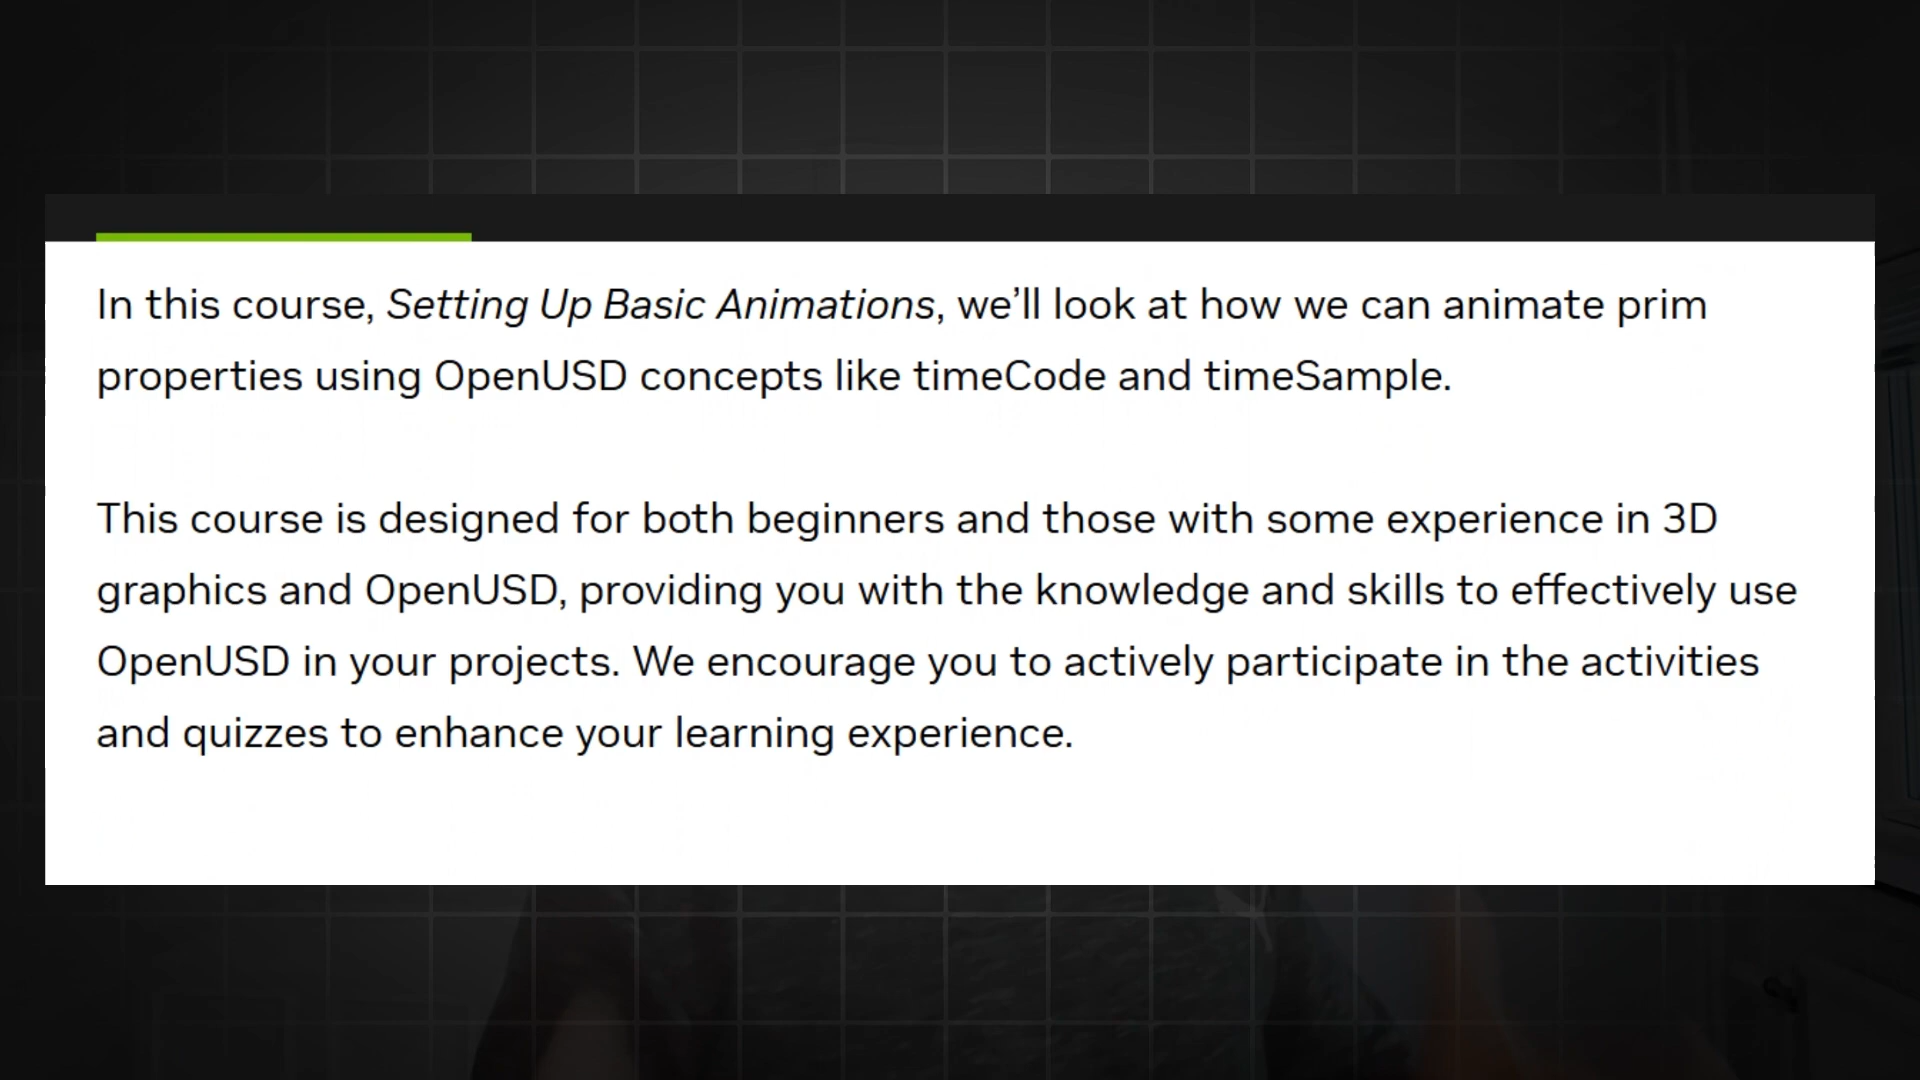 In this course, Setting Up Basic Animations, we’ll look at how we can animate prim
properties using OpenUSD concepts like timeCode and timeSample.
This course is designed for both beginners and those with some experience in 3D
graphics and OpenUSD, providing you with the knowledge and skills to effectively use
OpenUSD in your projects. We encourage you to actively participate in the activities
and quizzes to enhance your learning experience.